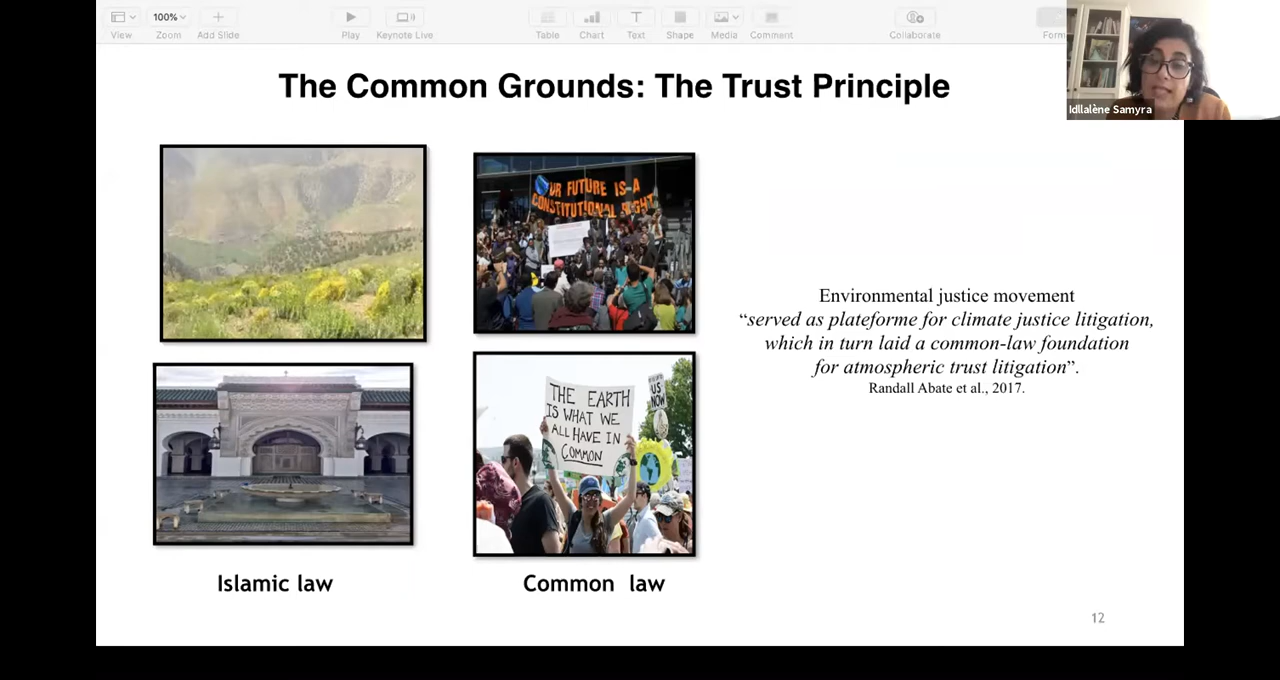 100%
View
Zoom
Add Slide
Play
Keynote Live
Table
Chart
Text
Shape
Media
Comment
Collaborate
Form
Idllalène Samyra
The Common Grounds: The Trust Principle
UR FUTURE IS A
CONSTITUTIONAL RIGHT
THE EARTH
IS WHAT WE
ALL HAVE IN
COMMON
US
NOW
Environmental justice movement
“served as plateforme for climate justice litigation,
which in turn laid a common-law foundation
for atmospheric trust litigation”.
Randall Abate et al., 2017.
Islamic law
Common law
12